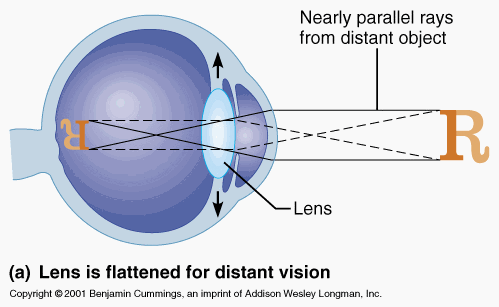 Nearly parallel rays
from distant object
R
R
Lens
(a) Lens is flattened for distant vision
Copyright © 2001 Benjamin Cummings, an imprint of Addison Wesley Longman, Inc.